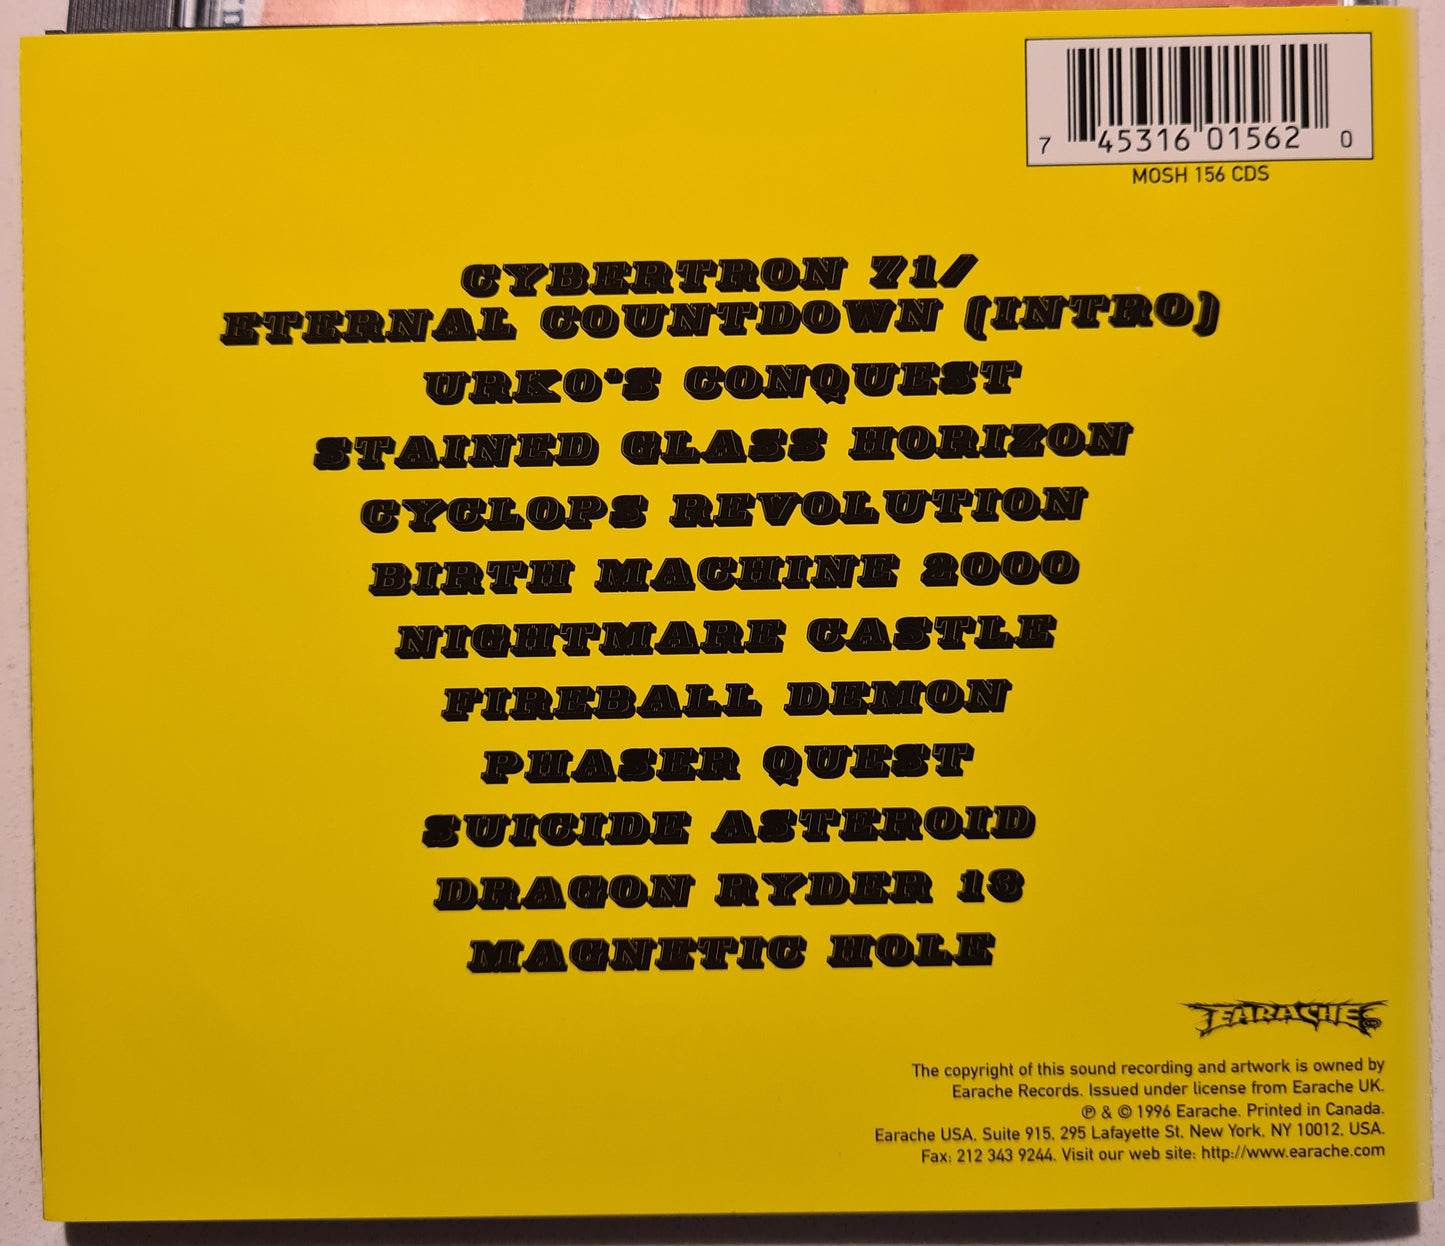 7 45316 01562 0
MOSH 156 CDS
CYBERTRON 71/
ETERNAL COUNTDOWN (INTRO)
URKO'S CONQUEST
STAINED GLASS HORIZON
CYCLOPS REVOLUTION
BIRTH MACHINE 2000
NIGHTMARE CASTLE
FIREBALL DEMON
PHASER QUEST
SUICIDE ASTEROID
DRAGON RYDER 13
MAGNETIC HOLE
EARACHE
The copyright of this sound recording and artwork is owned by
Earache Records. Issued under license from Earache UK.
℗ & © 1996 Earache. Printed in Canada.
Earache USA, Suite 915, 295 Lafayette St, New York, NY 10012, USA.
Fax: 212 343 9244. Visit our web site: http://www.earache.com